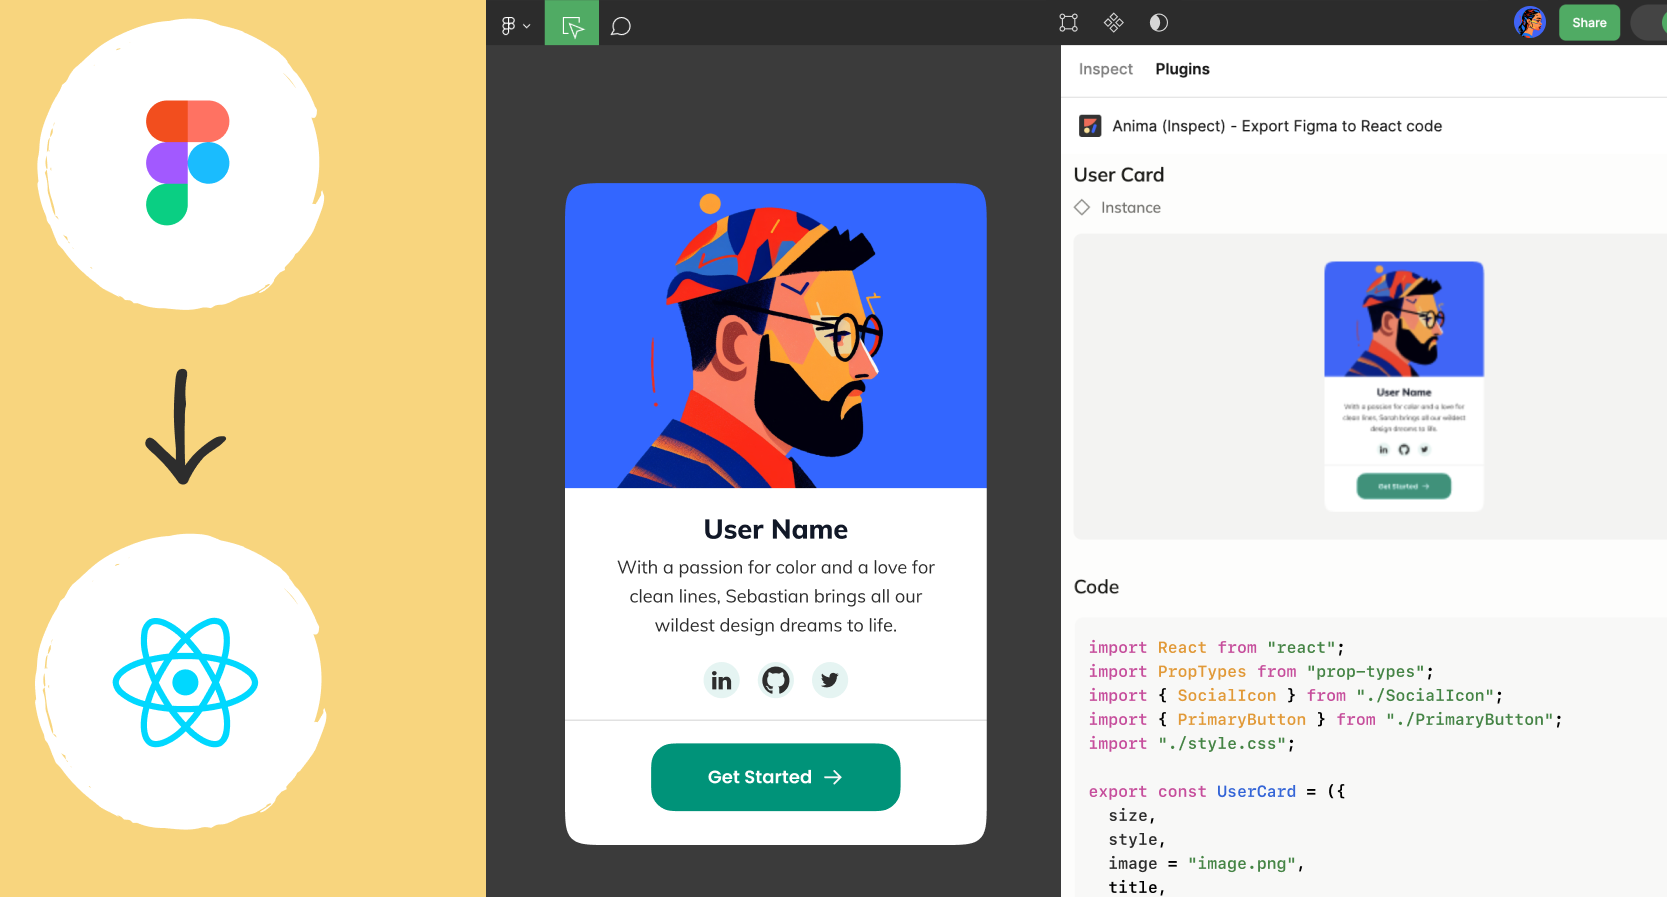 Share
Inspect Plugins
Anima (Inspect) - Export Figma to React code
User Card
Instance
User Name
With a passion for color and a love for
clean lines, Sarah brings all our wildest
design dreams to life.
in
Get Started →
User Name
With a passion for color and a love for
clean lines, Sebastian brings all our
wildest design dreams to life.
in
Get Started →
Code
import React from "react";
import PropTypes from "prop-types";
import { SocialIcon } from "./SocialIcon";
import { PrimaryButton } from "./PrimaryButton";
import "./style.css";
export const UserCard = ({
size,
style,
image = "image.png",
title,